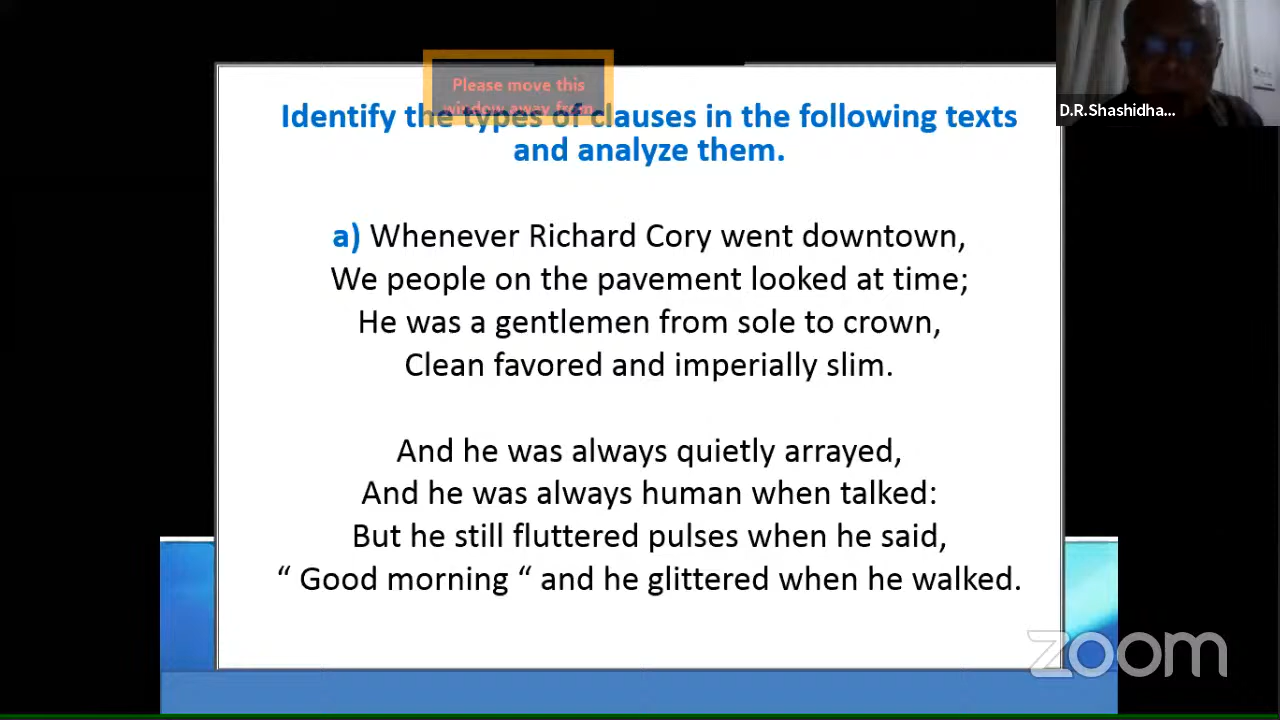 Please move this
window away from
D.R.Shashidha...
Identify the types of clauses in the following texts
and analyze them.
a) Whenever Richard Cory went downtown,
We people on the pavement looked at time;
He was a gentlemen from sole to crown,
Clean favored and imperially slim.
And he was always quietly arrayed,
And he was always human when talked:
But he still fluttered pulses when he said,
“ Good morning “ and he glittered when he walked.
zoom